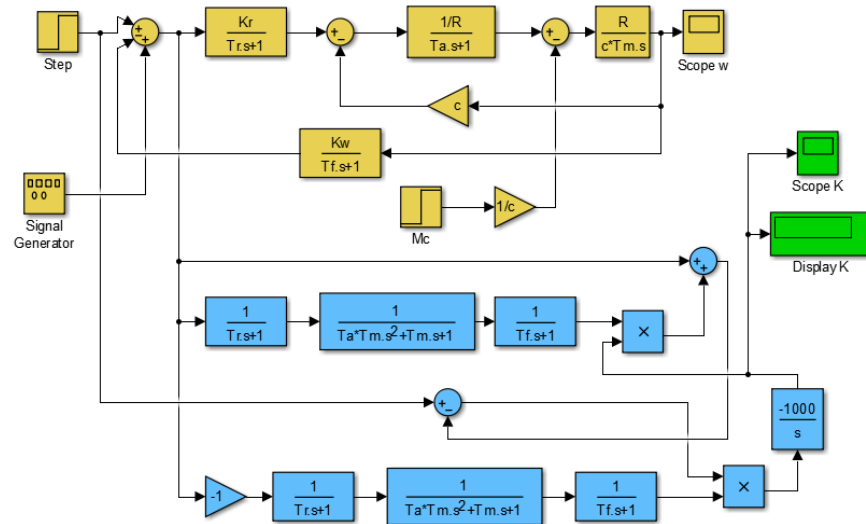 Step
+
−
+
Kr
Tr.s+1
+
−
1/R
Ta.s+1
+
−
R
c*Tm.s
Scope w
c
Kw
Tf.s+1
Signal
Generator
Mc
1/c
Scope K
Display K
+
+
1
Tr.s+1
1
Ta*Tm.s²+Tm.s+1
1
Tf.s+1
×
+
−
-1000
s
-1
1
Tr.s+1
1
Ta*Tm.s²+Tm.s+1
1
Tf.s+1
×